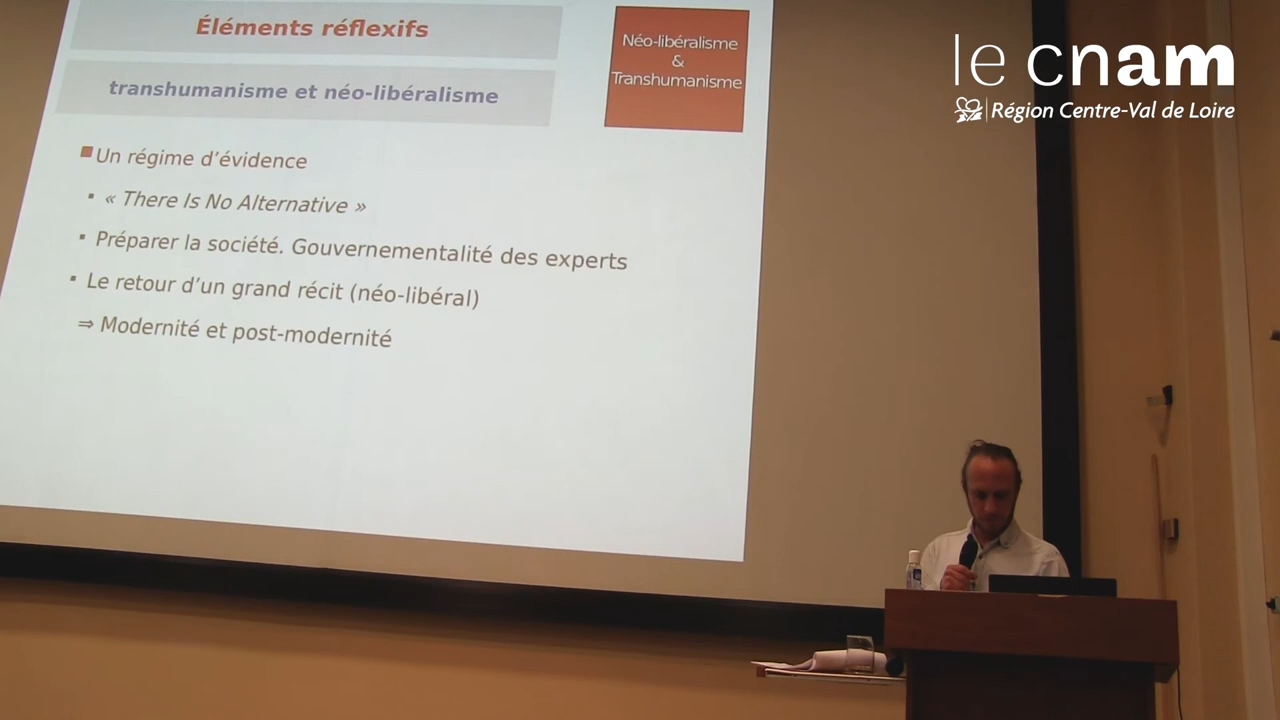 Éléments réflexifs
transhumanisme et néo-libéralisme
Néo-libéralisme
&
Transhumanisme
Un régime d’évidence
« There Is No Alternative »
Préparer la société. Gouvernementalité des experts
Le retour d’un grand récit (néo-libéral)
⇒ Modernité et post-modernité
le cnam
Région Centre-Val de Loire